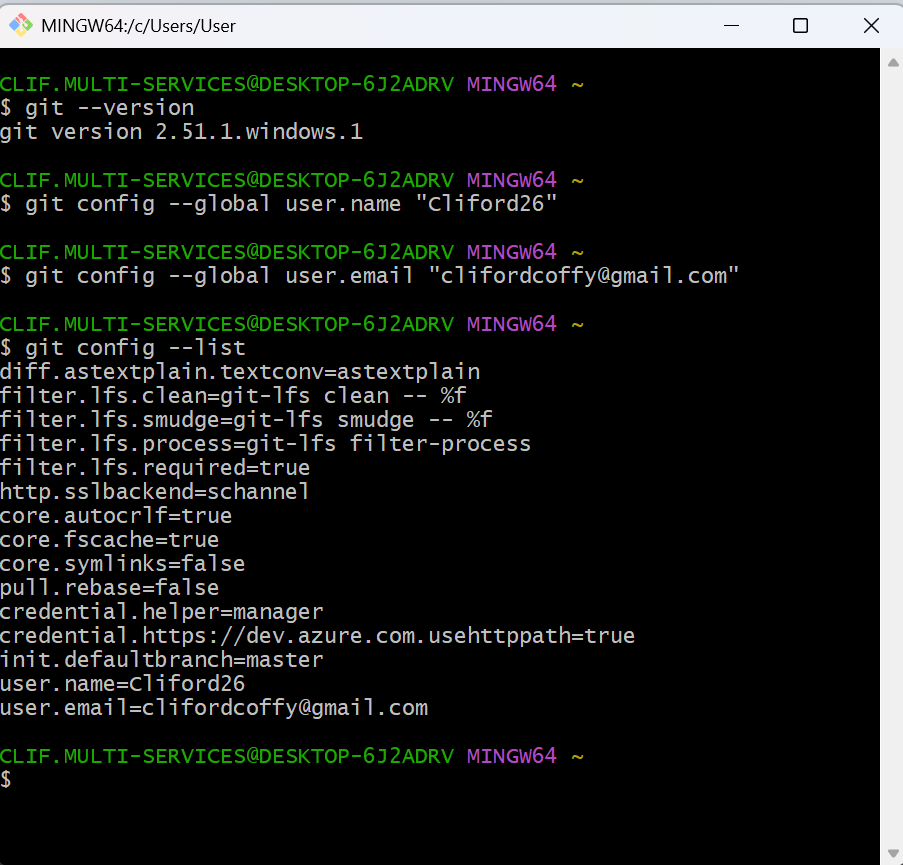 MINGW64:/c/Users/User
CLIF.MULTI-SERVICES@DESKTOP-6J2ADRV MINGW64 ~
$ git --version
git version 2.51.1.windows.1
CLIF.MULTI-SERVICES@DESKTOP-6J2ADRV MINGW64 ~
$ git config --global user.name "Cliford26"
CLIF.MULTI-SERVICES@DESKTOP-6J2ADRV MINGW64 ~
$ git config --global user.email "clifordcoffy@gmail.com"
CLIF.MULTI-SERVICES@DESKTOP-6J2ADRV MINGW64 ~
$ git config --list
diff.astextplain.textconv=astextplain
filter.lfs.clean=git-lfs clean -- %f
filter.lfs.smudge=git-lfs smudge -- %f
filter.lfs.process=git-lfs filter-process
filter.lfs.required=true
http.sslbackend=schannel
core.autocrlf=true
core.fscache=true
core.symlinks=false
pull.rebase=false
credential.helper=manager
credential.https://dev.azure.com.usehttppath=true
init.defaultbranch=master
user.name=Cliford26
user.email=clifordcoffy@gmail.com
CLIF.MULTI-SERVICES@DESKTOP-6J2ADRV MINGW64 ~
$